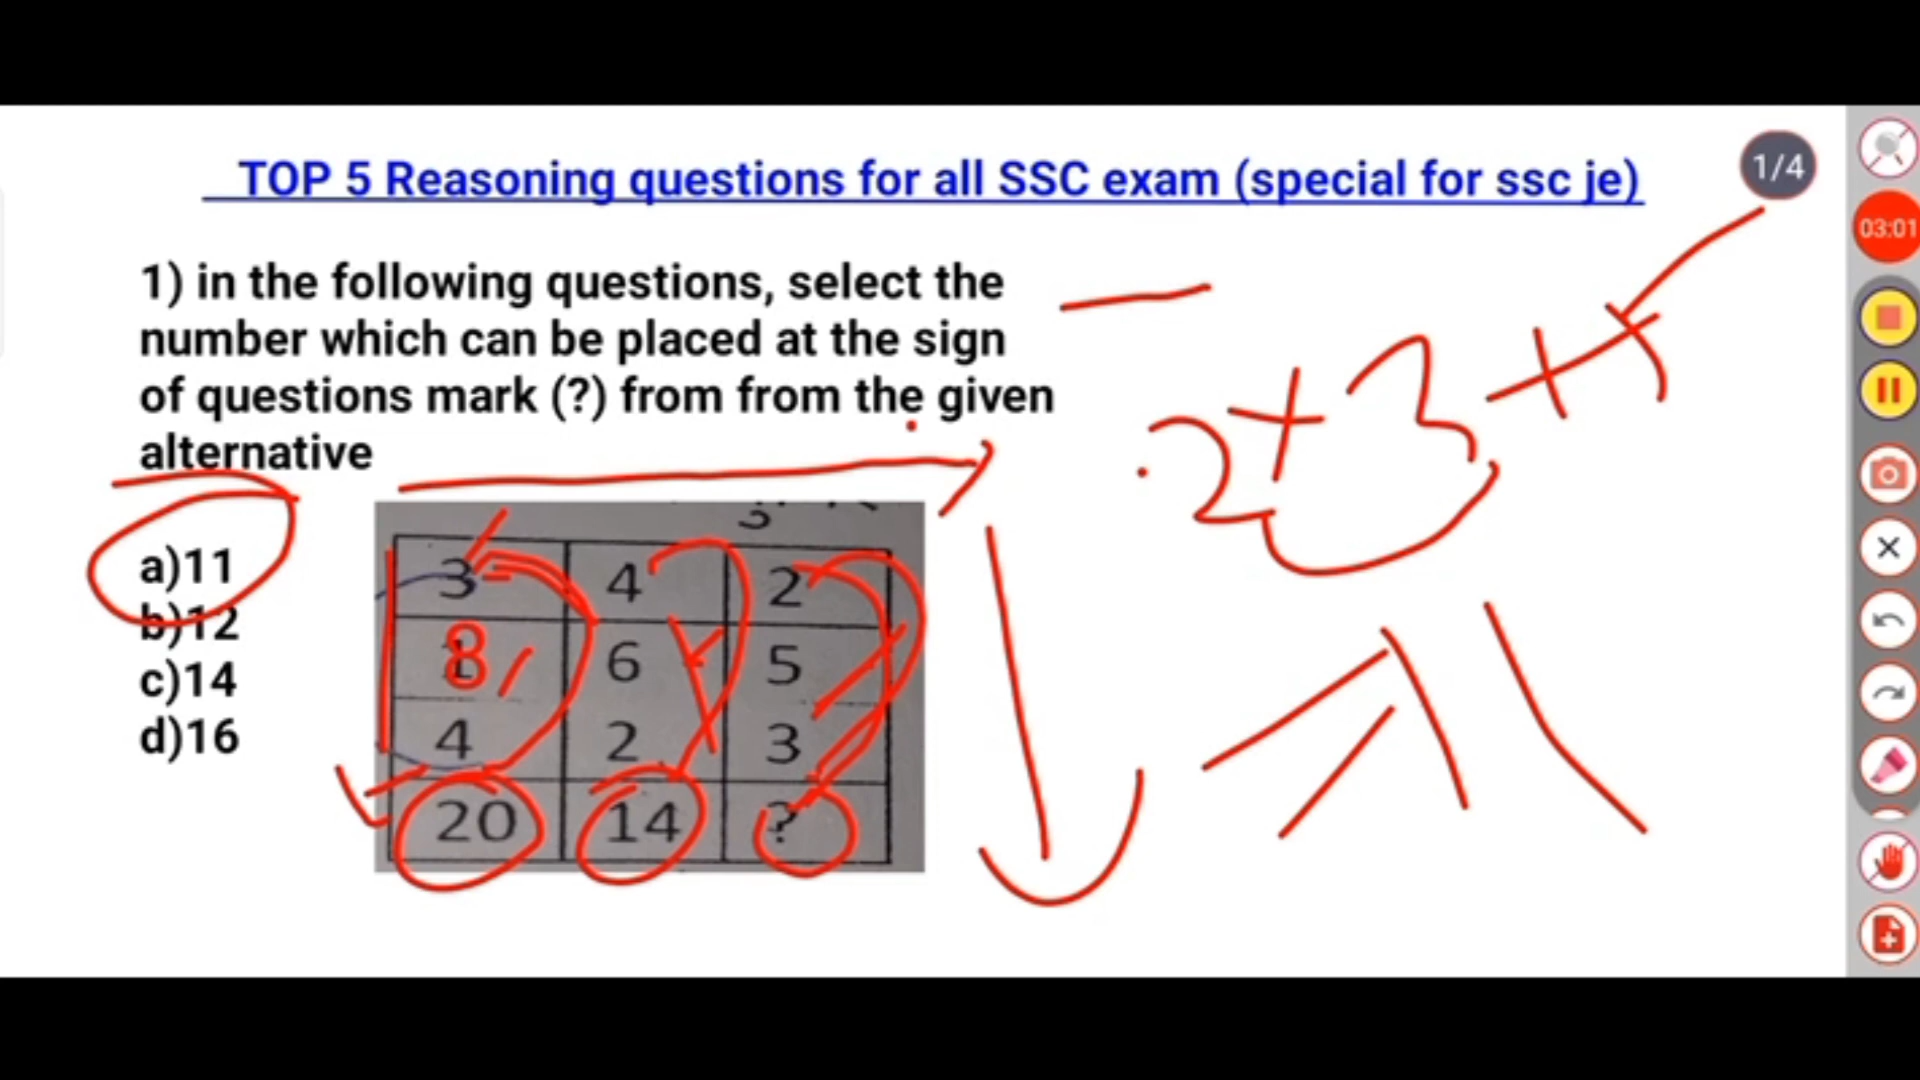 TOP 5 Reasoning questions for all SSC exam (special for ssc je)
1/4
03:01
1) in the following questions, select the
number which can be placed at the sign
of questions mark (?) from from the given
alternative
a)11
b)12
c)14
d)16
3 4 2
8 6 5
4 2 3
20 14 ?
2 + 3 +